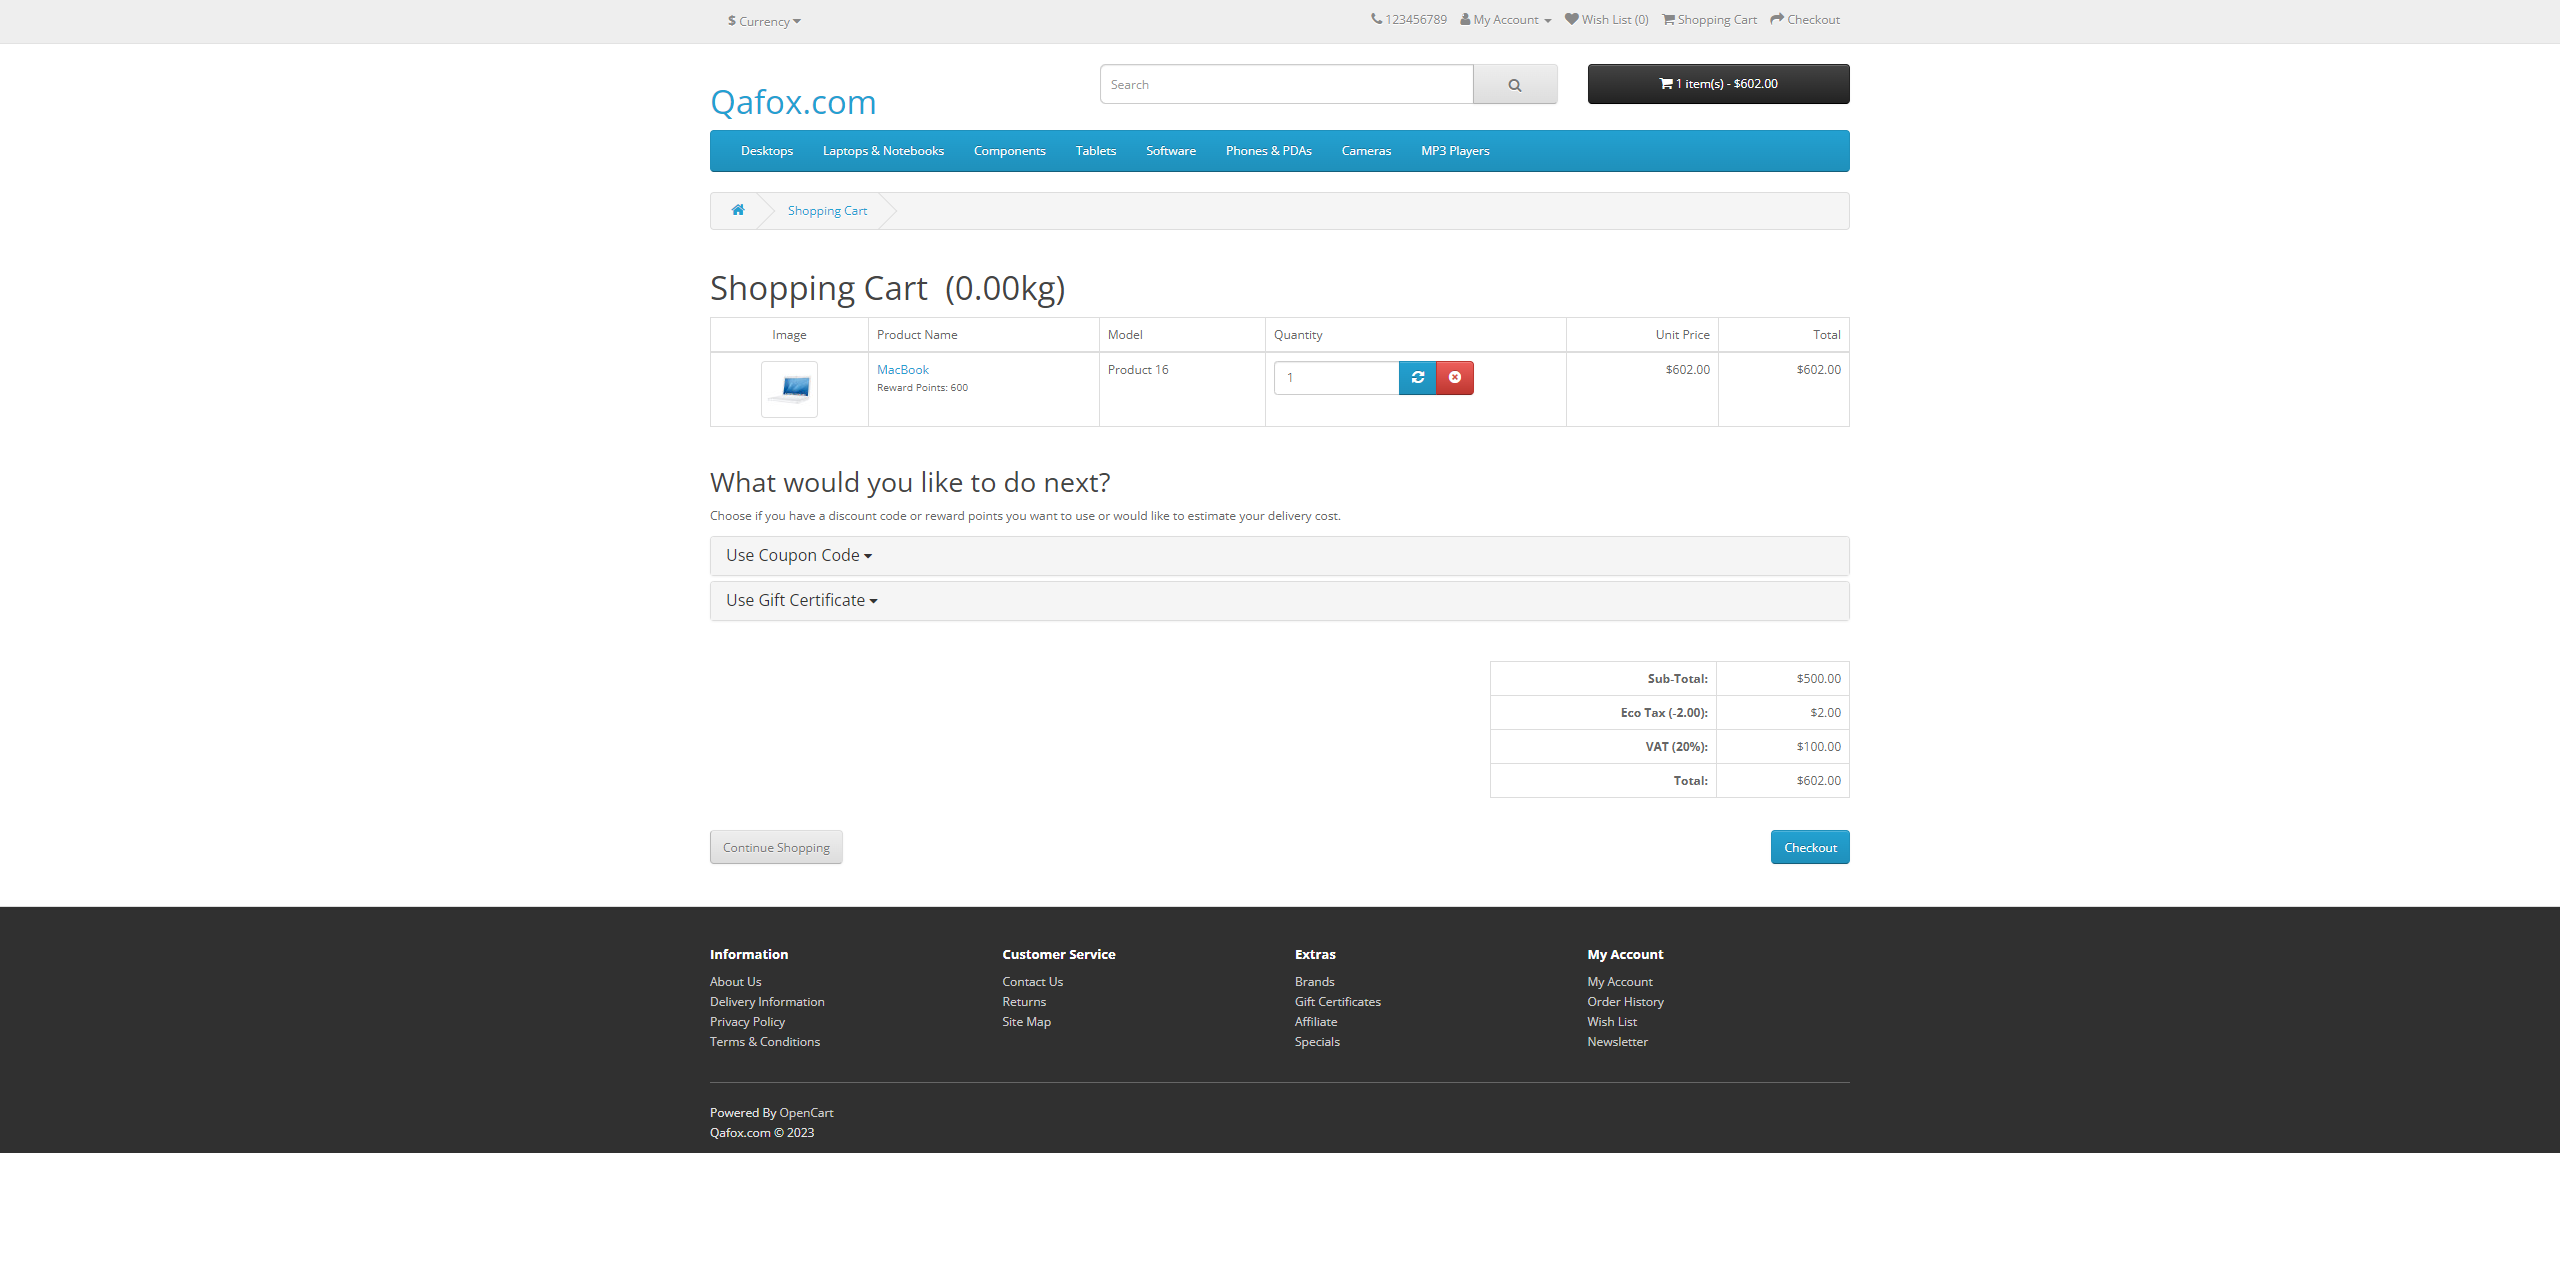 $ Currency
123456789 My Account Wish List (0) Shopping Cart Checkout
Qafox.com
Search
1 item(s) - $602.00
Desktops Laptops & Notebooks Components Tablets Software Phones & PDAs Cameras MP3 Players
Shopping Cart
Shopping Cart (0.00kg)
Image Product Name Model Quantity Unit Price Total
MacBook Product 16 1 $602.00 $602.00
Reward Points: 600
What would you like to do next?
Choose if you have a discount code or reward points you want to use or would like to estimate your delivery cost.
Use Coupon Code
Use Gift Certificate
Sub-Total: $500.00
Eco Tax (-2.00): $2.00
VAT (20%): $100.00
Total: $602.00
Continue Shopping Checkout
Information Customer Service Extras My Account
About Us Contact Us Brands My Account
Delivery Information Returns Gift Certificates Order History
Privacy Policy Site Map Affiliate Wish List
Terms & Conditions Specials Newsletter
Powered By OpenCart
Qafox.com © 2023